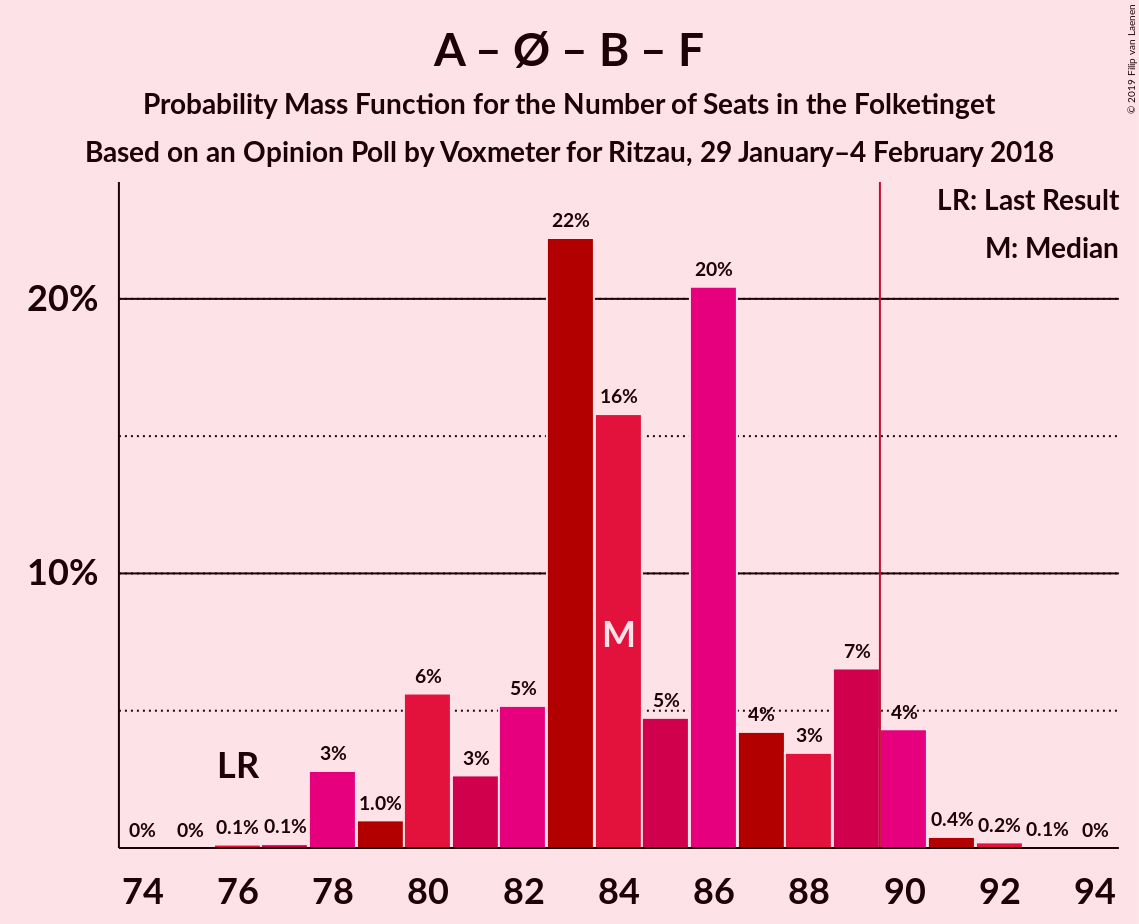 A – Ø – B – F
Probability Mass Function for the Number of Seats in the Folketinget
Based on an Opinion Poll by Voxmeter for Ritzau, 29 January–4 February 2018
© 2019 Filip van Laenen
LR: Last Result
M: Median
20%
10%
0%
0%
0.1%
0.1%
3%
1.0%
6%
3%
5%
22%
16%
5%
20%
4%
3%
7%
4%
0.4%
0.2%
0.1%
0%
LR
M
74 76 78 80 82 84 86 88 90 92 94